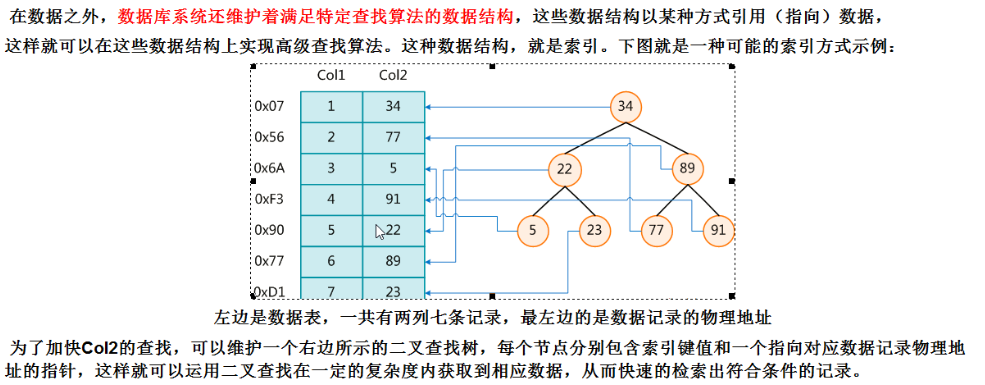 在数据之外，数据库系统还维护着满足特定查找算法的数据结构，这些数据结构以某种方式引用（指向）数据，
这样就可以在这些数据结构上实现高级查找算法。这种数据结构，就是索引。下图就是一种可能的索引方式示例：
Col1 Col2
0x07 1 34 34
0x56 2 77
0x6A 3 5 22 89
0xF3 4 91
0x90 5 22 5 23 77 91
0x77 6 89
0xD1 7 23
左边是数据表，一共有两列七条记录，最左边的是数据记录的物理地址
为了加快Col2的查找，可以维护一个右边所示的二叉查找树，每个节点分别包含索引键值和一个指向对应数据记录物理地
址的指针，这样就可以运用二叉查找在一定的复杂度内获取到相应数据，从而快速的检索出符合条件的记录。